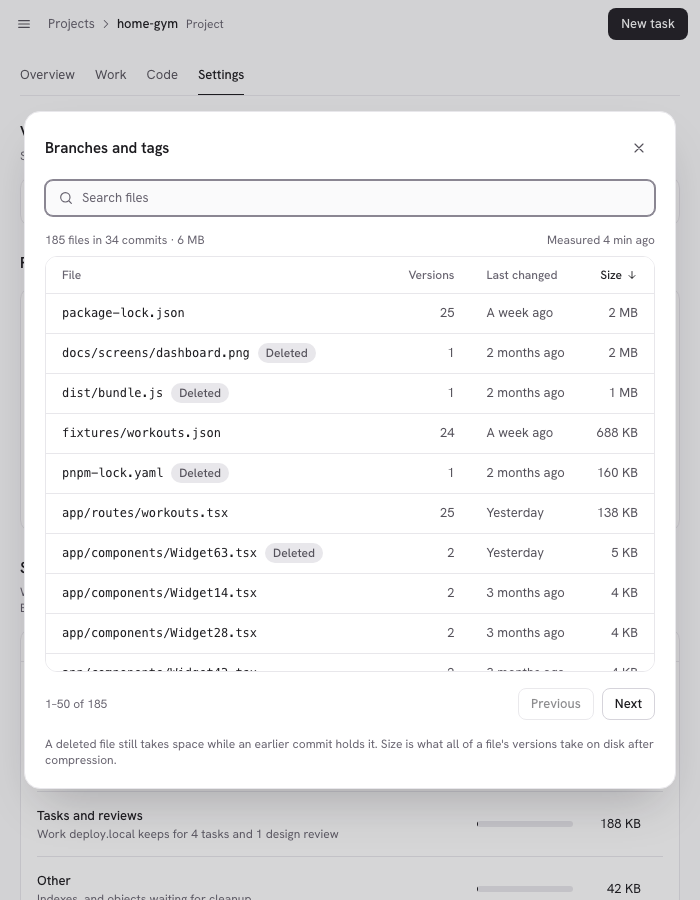 Projects > home-gym Project
New task
Overview Work Code Settings
Branches and tags
Search files
185 files in 34 commits · 6 MB
Measured 4 min ago
File Versions Last changed Size ↓
package-lock.json 25 A week ago 2 MB
docs/screens/dashboard.png Deleted 1 2 months ago 2 MB
dist/bundle.js Deleted 1 2 months ago 1 MB
fixtures/workouts.json 24 A week ago 688 KB
pnpm-lock.yaml Deleted 1 2 months ago 160 KB
app/routes/workouts.tsx 25 Yesterday 138 KB
app/components/Widget63.tsx Deleted 2 Yesterday 5 KB
app/components/Widget14.tsx 2 3 months ago 4 KB
app/components/Widget28.tsx 2 3 months ago 4 KB
1–50 of 185
Previous Next
A deleted file still takes space while an earlier commit holds it. Size is what all of a file's versions take on disk after
compression.
Tasks and reviews
Work deploy.local keeps for 4 tasks and 1 design review
188 KB
Other
Indexes, and objects waiting for cleanup
42 KB